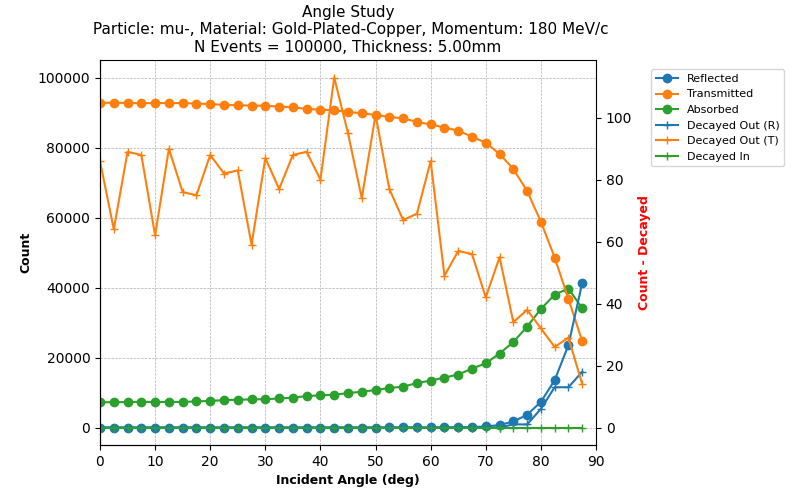 Angle Study
Particle: mu-, Material: Gold-Plated-Copper, Momentum: 180 MeV/c
N Events = 100000, Thickness: 5.00mm
Count
100000
80000
60000
40000
20000
0
0
10
20
30
40
50
60
70
80
90
Incident Angle (deg)
100
80
60
40
20
0
Count - Decayed
Reflected
Transmitted
Absorbed
Decayed Out (R)
Decayed Out (T)
Decayed In